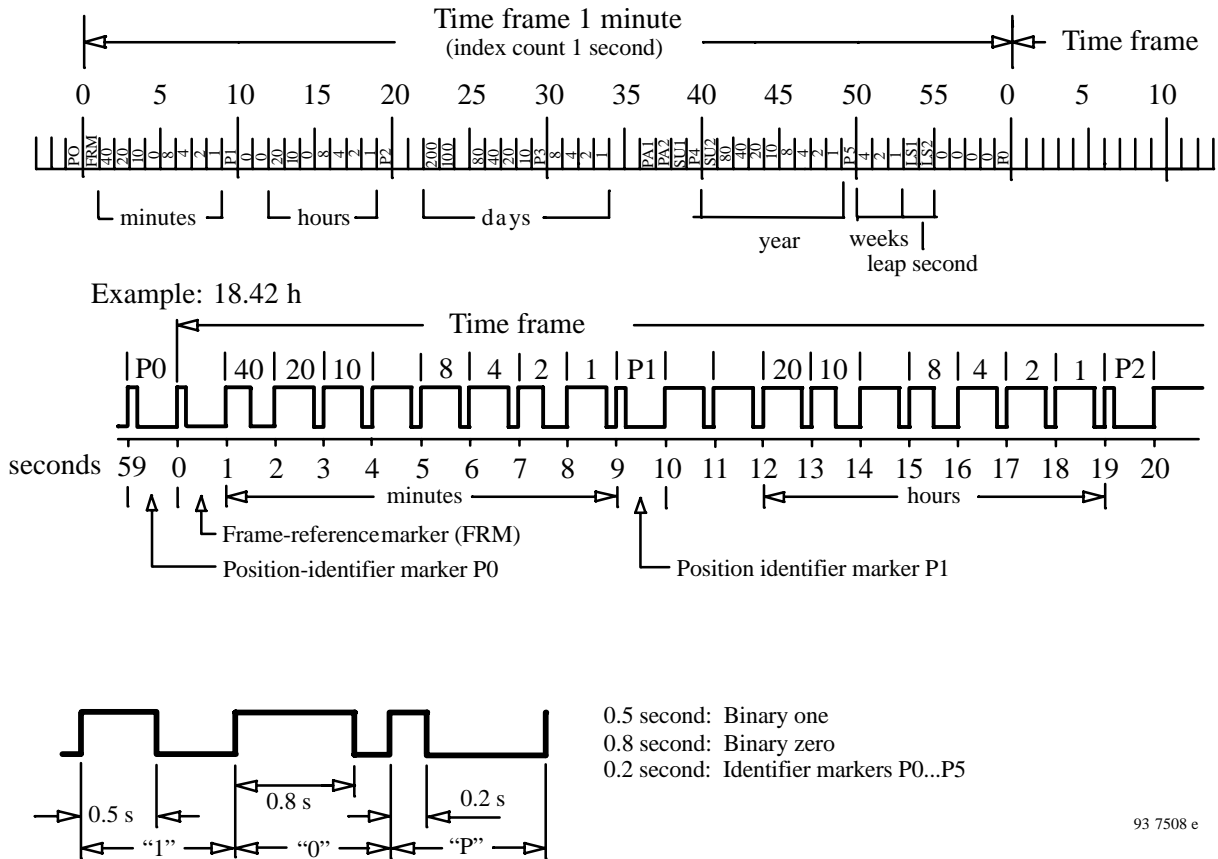 Time frame 1 minute
(index count 1 second)
Time frame
0 5 10 15 20 25 30 35 40 45 50 55 0 5 10
PO FRM 40 20 10 0 8 4 2 1 P1 0 0 20 10 0 8 4 2 1 P2 200 100 80 40 20 10 P3 8 4 2 1 PA1 PA2 SU1 P4 SU2 80 40 20 10 8 4 2 1 P5 4 2 1 LS1 LS2 0 0 0 0 P0
minutes hours days
year weeks
leap second
Example: 18.42 h
Time frame
P0 40 20 10 8 4 2 1 P1 20 10 8 4 2 1 P2
seconds 59 0 1 2 3 4 5 6 7 8 9 10 11 12 13 14 15 16 17 18 19 20
minutes hours
Frame-reference marker (FRM)
Position-identifier marker P0 Position identifier marker P1
0.5 second: Binary one
0.8 second: Binary zero
0.2 second: Identifier markers P0...P5
0.5 s 0.8 s 0.2 s
“1” “0” “P”
93 7508 e